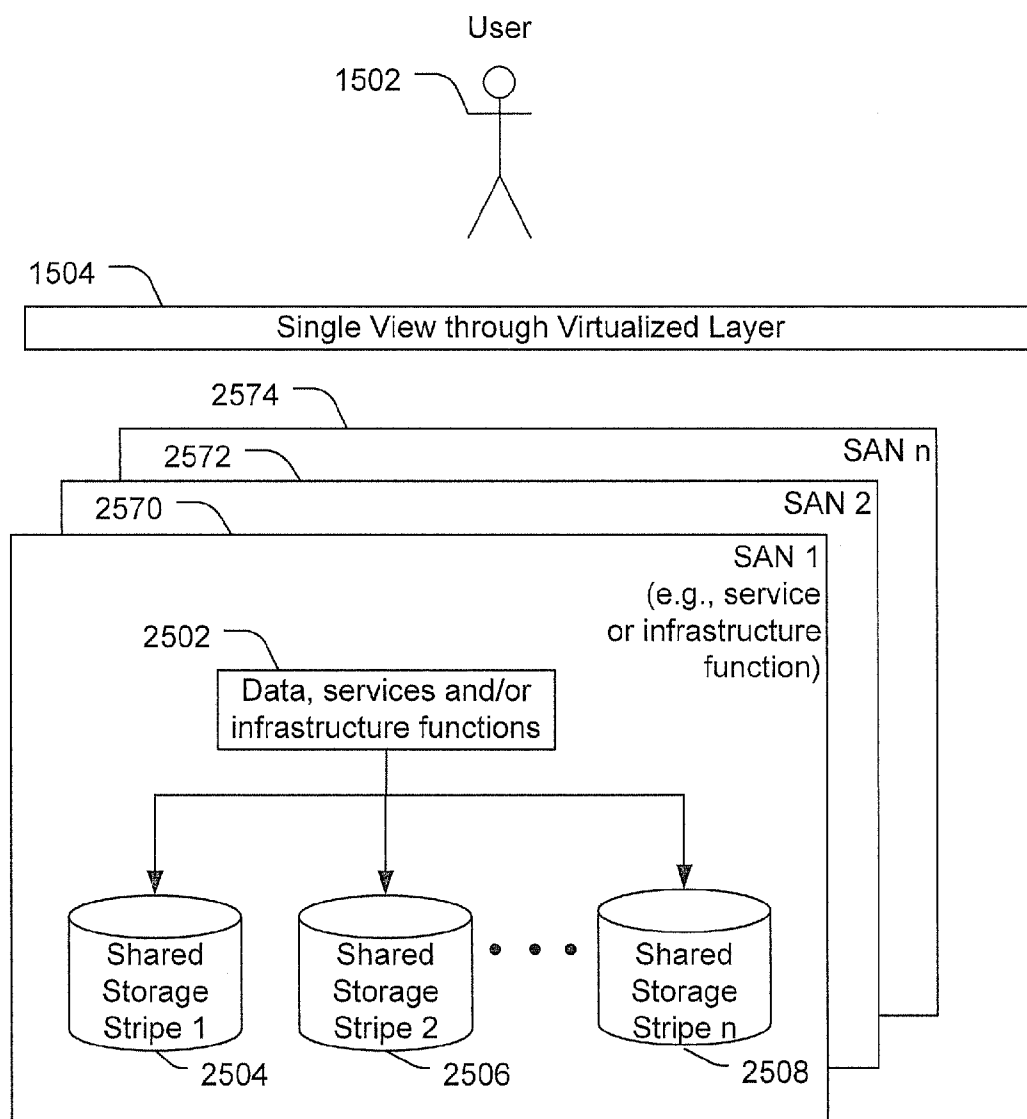 User
1502
1504
Single View through Virtualized Layer
2574
SAN n
2572
SAN 2
2570
SAN 1
(e.g., service
or infrastructure
function)
2502
Data, services and/or
infrastructure functions
Shared
Storage
Stripe 1
Shared
Storage
Stripe 2
Shared
Storage
Stripe n
2504
2506
2508